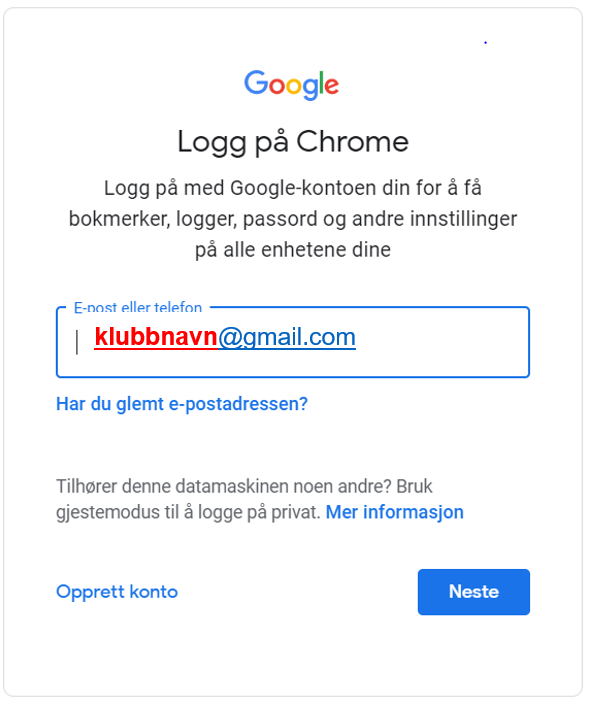 Google
Logg på Chrome
Logg på med Google-kontoen din for å få
bokmerker, logger, passord og andre innstillinger
på alle enhetene dine
E-post eller telefon
klubbnavn@gmail.com
Har du glemt e-postadressen?
Tilhører denne datamaskinen noen andre? Bruk
gjestemodus til å logge på privat. Mer informasjon
Opprett konto
Neste